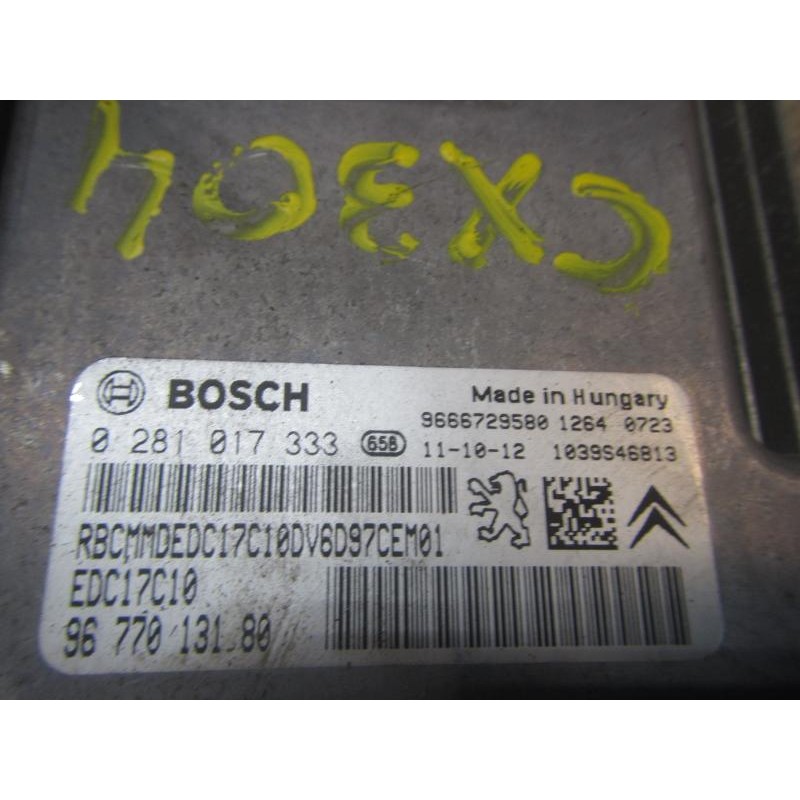 CX304
BOSCH
Made in Hungary
9666729580 1264 0723
0 281 017 333 658 11-10-12 1039S46813
RBCMMDEDC17C10DV6D97CEM01
EDC17C10
96 770 131 80